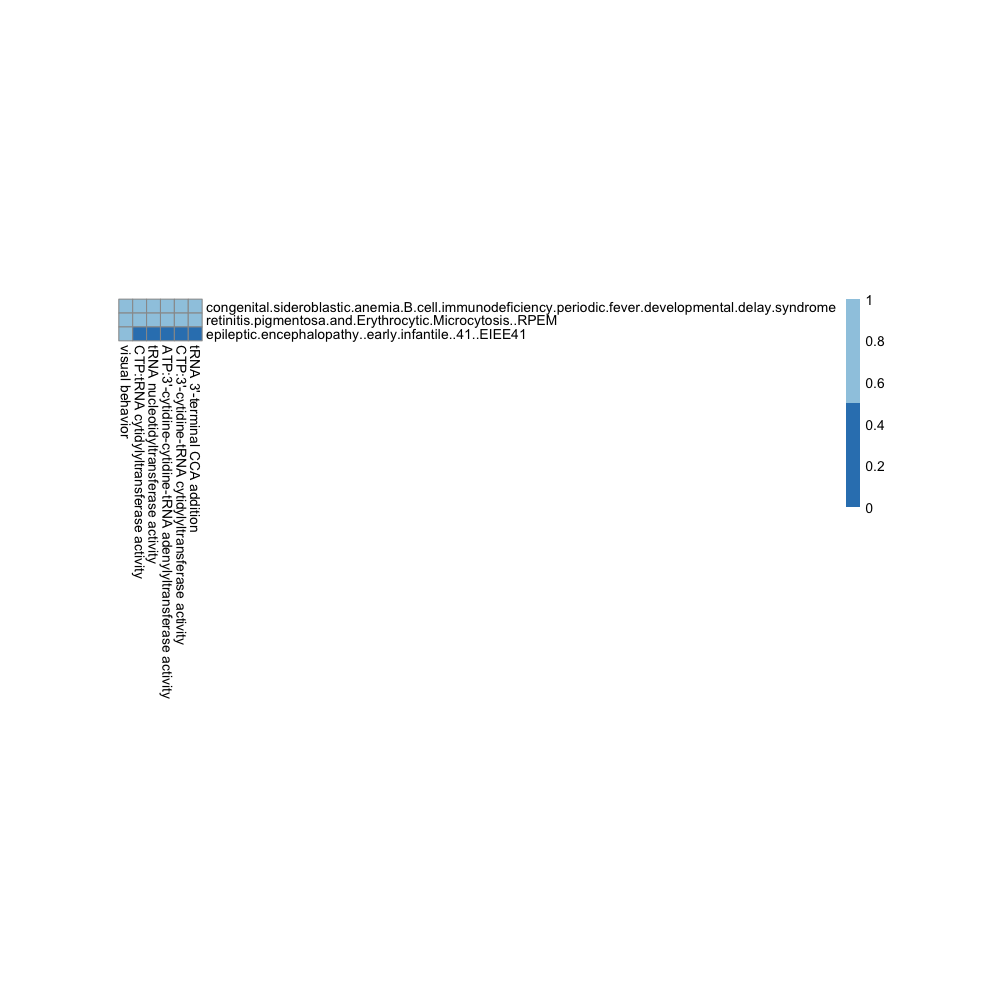 congenital.sideroblastic.anemia.B.cell.immunodeficiency.periodic.fever.developmental.delay.syndrome
retinitis.pigmentosa.and.Erythrocytic.Microcytosis..RPEM
epileptic.encephalopathy..early.infantile..41..EIEE41
visual behavior
CTP:tRNA cytidylyltransferase activity
tRNA nucleotidyltransferase activity
ATP:3'-cytidine-cytidine-tRNA adenylyltransferase activity
CTP:3'-cytidine-tRNA cytidylyltransferase activity
tRNA 3'-terminal CCA addition
1
0.8
0.6
0.4
0.2
0